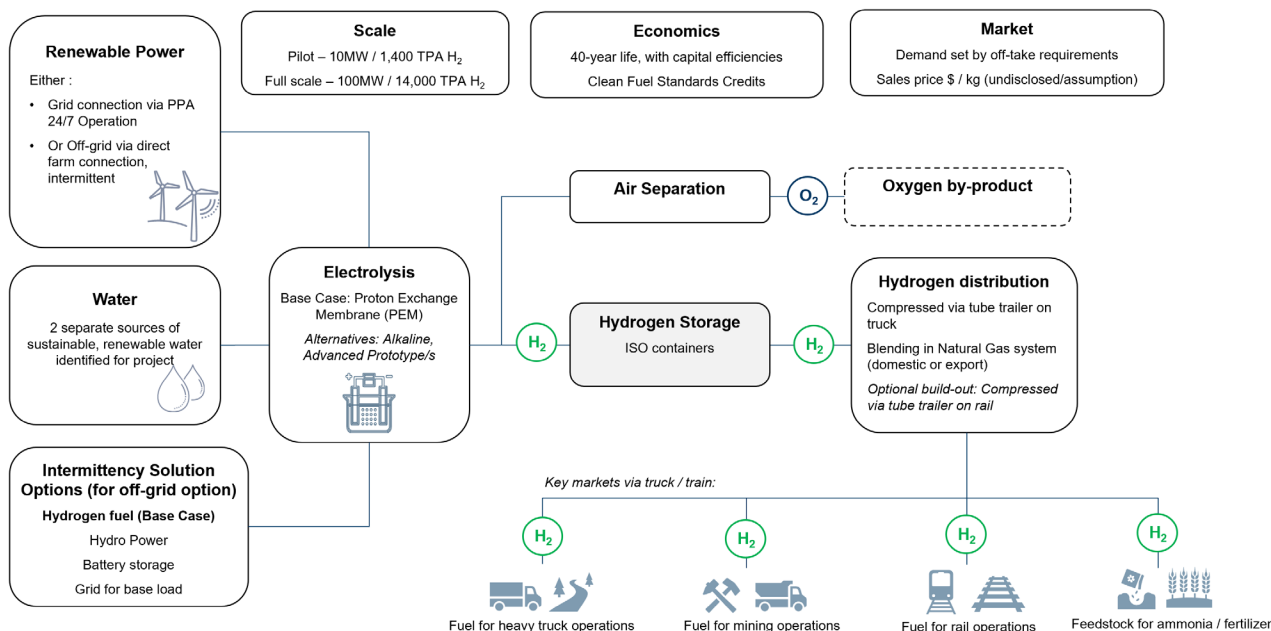 Renewable Power
Either :
• Grid connection via PPA
24/7 Operation
• Or Off-grid via direct
farm connection,
intermittent
Scale
Pilot – 10MW / 1,400 TPA H₂
Full scale – 100MW / 14,000 TPA H₂
Economics
40-year life, with capital efficiencies
Clean Fuel Standards Credits
Market
Demand set by off-take requirements
Sales price $ / kg (undisclosed/assumption)
Air Separation
O₂
Oxygen by-product
Water
2 separate sources of
sustainable, renewable water
identified for project
Electrolysis
Base Case: Proton Exchange
Membrane (PEM)
Alternatives: Alkaline,
Advanced Prototype/s
+ −
H₂
Hydrogen Storage
ISO containers
H₂
Hydrogen distribution
Compressed via tube trailer on
truck
Blending in Natural Gas system
(domestic or export)
Optional build-out: Compressed
via tube trailer on rail
Intermittency Solution
Options (for off-grid option)
Hydrogen fuel (Base Case)
Hydro Power
Battery storage
Grid for base load
Key markets via truck / train:
H₂
H₂
H₂
H₂
Fuel for heavy truck operations
Fuel for mining operations
Fuel for rail operations
Feedstock for ammonia / fertilizer